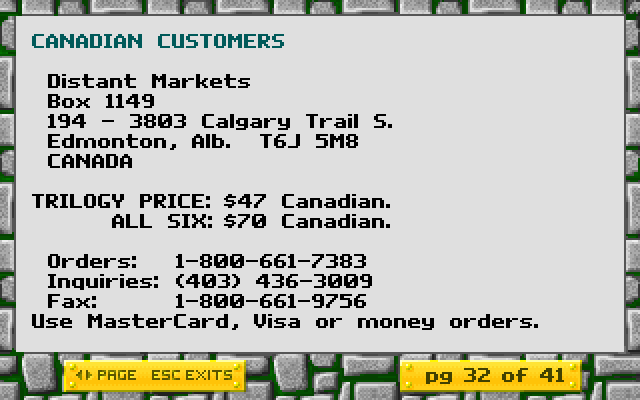 CANADIAN CUSTOMERS
Distant Markets
Box 1149
194 - 3803 Calgary Trail S.
Edmonton, Alb.  T6J 5M8
CANADA
TRILOGY PRICE: $47 Canadian.
ALL SIX: $70 Canadian.
Orders:   1-800-661-7383
Inquiries: (403) 436-3009
Fax:      1-800-661-9756
Use MasterCard, Visa or money orders.
PAGE   ESC EXITS
pg 32 of 41